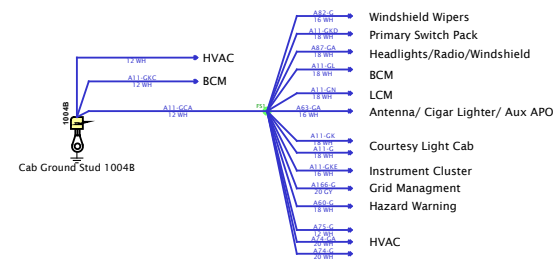 A82-G
16 WH
Windshield Wipers
A11-GKD
18 WH
Primary Switch Pack
A87-GA
18 WH
Headlights/Radio/Windshield
A11-GL
18 WH
BCM
A11-GN
18 WH
LCM
A63-GA
16 WH
Antenna/ Cigar Lighter/ Aux APO
12 WH
HVAC
A11-GKC
12 WH
BCM
A11-GCA
12 WH
1004B
Cab Ground Stud 1004B
A11-GK
18 WH
A11-G
18 WH
Courtesy Light Cab
A11-GKE
16 WH
Instrument Cluster
A166-G
20 GY
Grid Managment
A60-G
18 WH
Hazard Warning
A75-G
12 WH
A74-GA
20 WH
HVAC
A74-G
20 WH